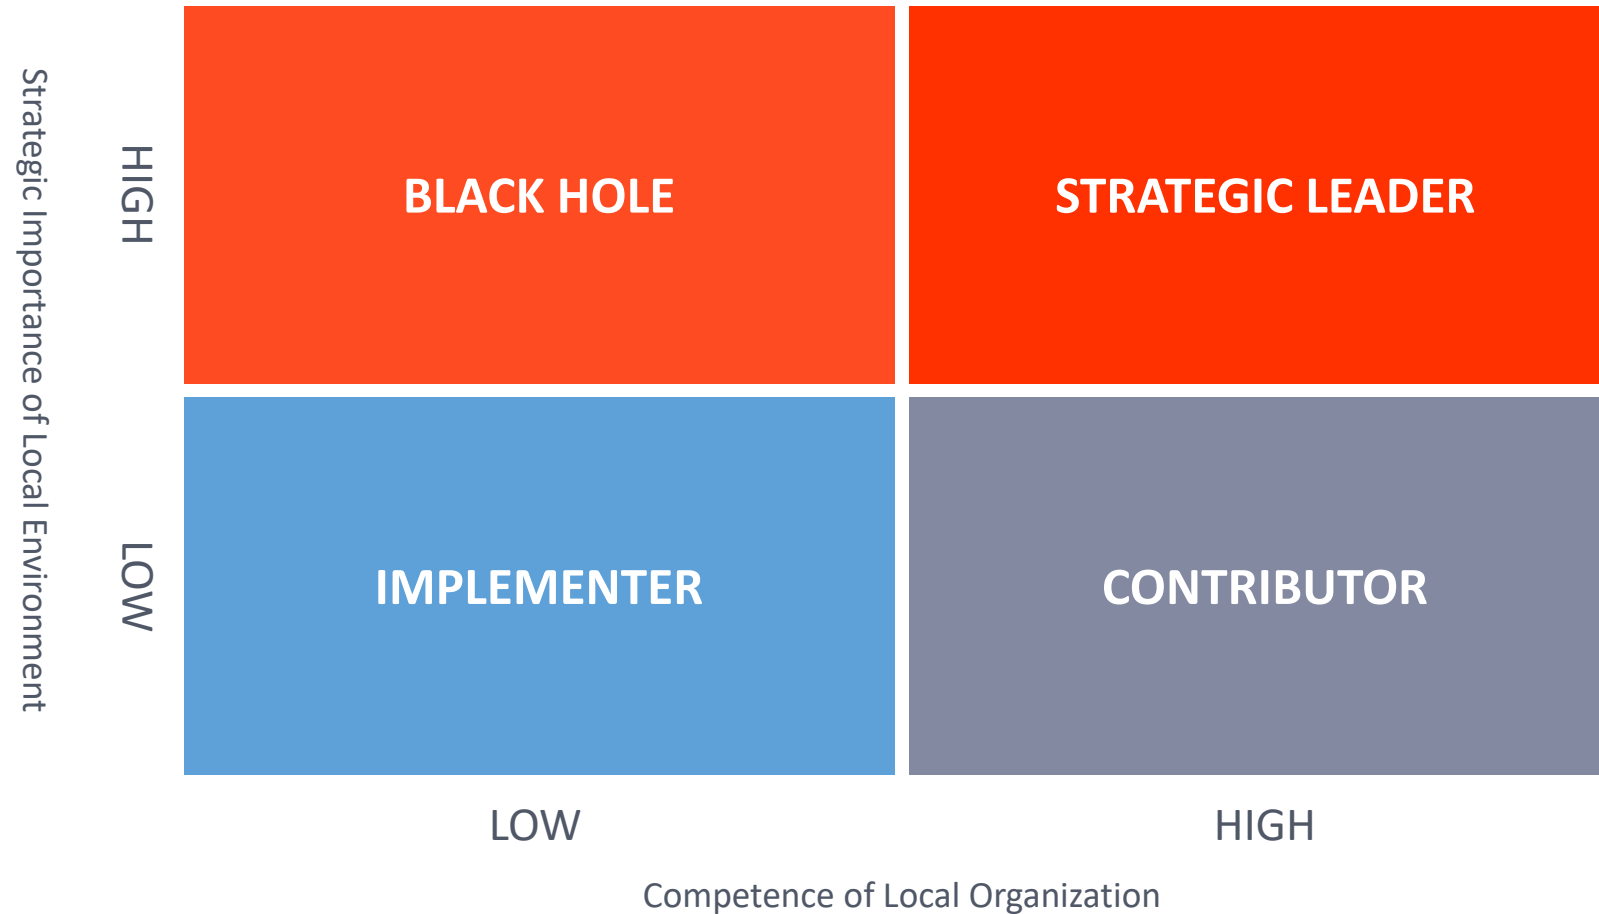 Strategic Importance of Local Environment
HIGH
BLACK HOLE
STRATEGIC LEADER
LOW
IMPLEMENTER
CONTRIBUTOR
LOW
HIGH
Competence of Local Organization